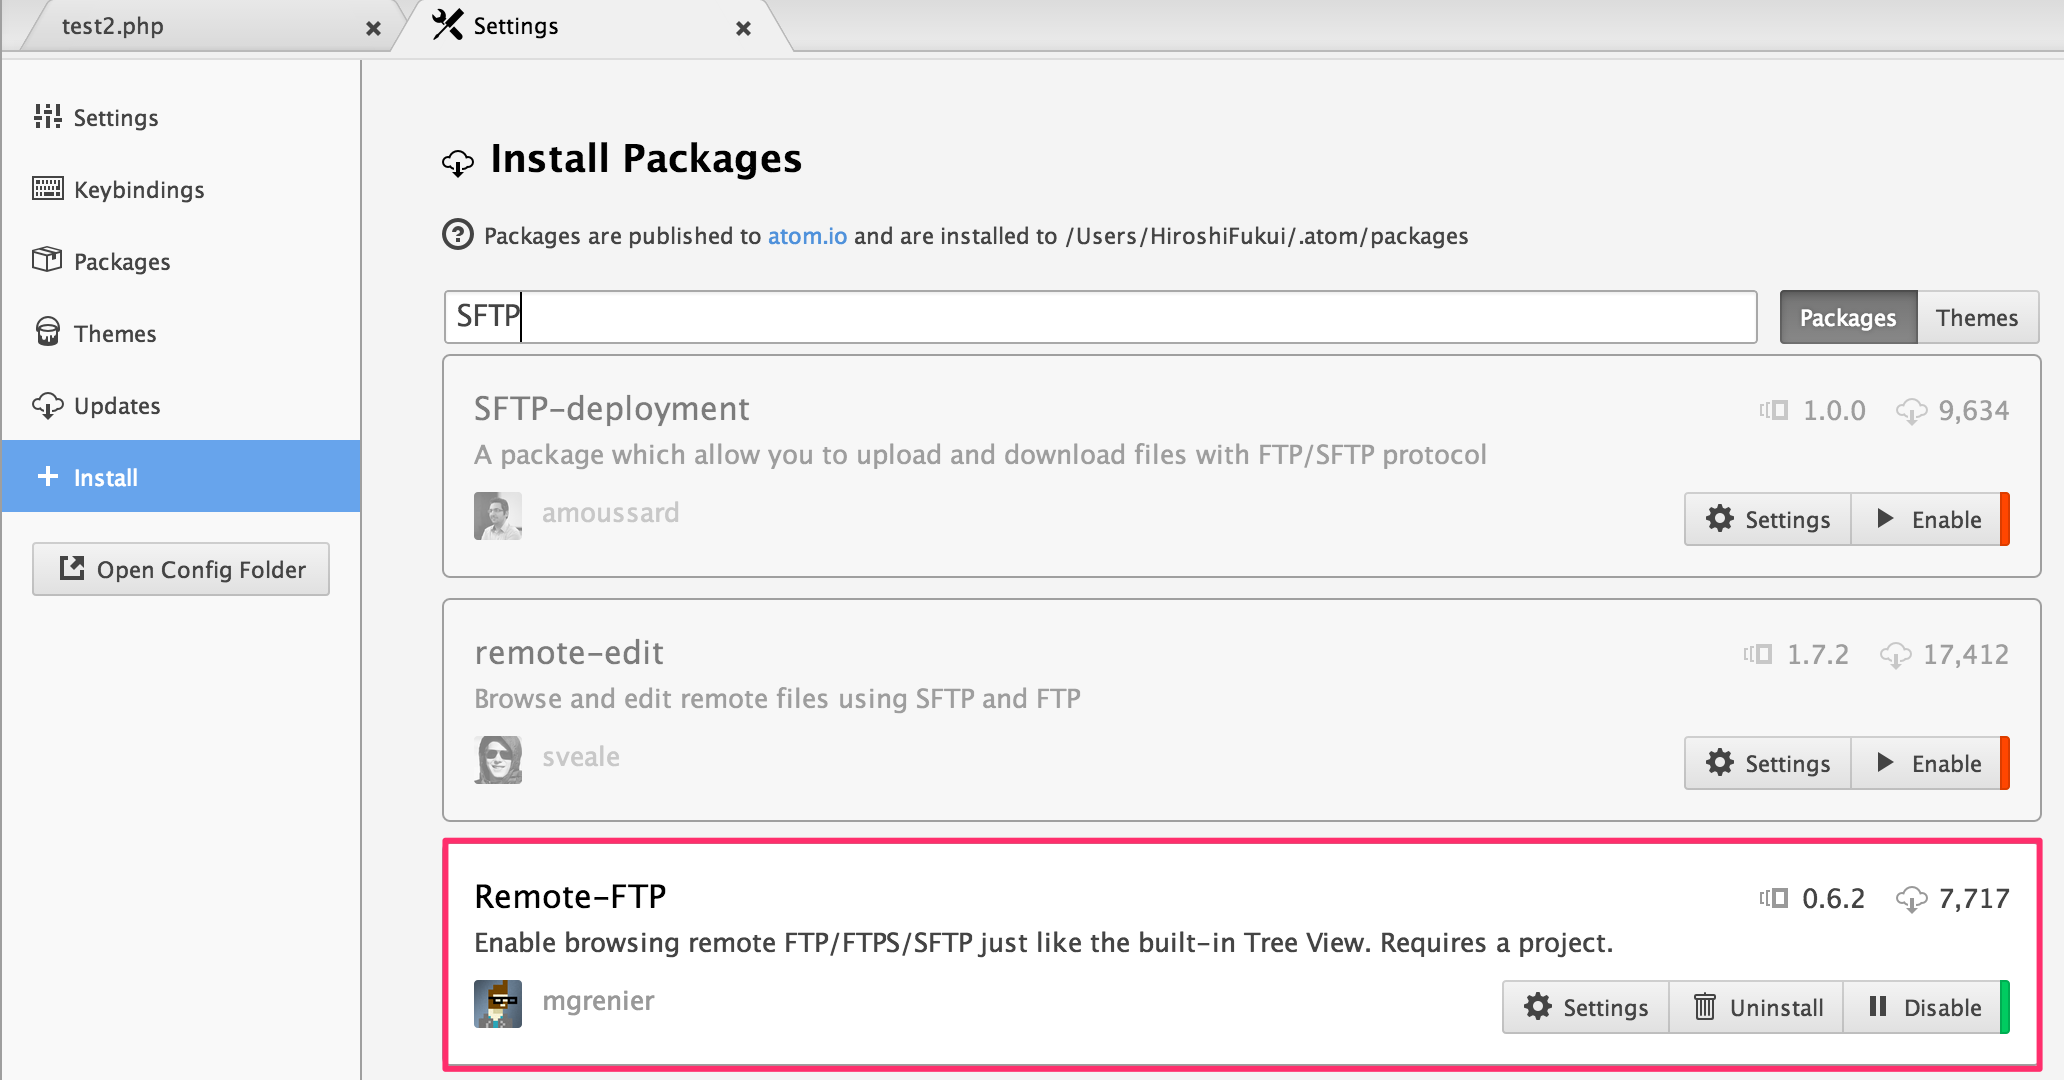 test2.php
Settings
Settings
Keybindings
Packages
Themes
Updates
Install
Open Config Folder
Install Packages
Packages are published to atom.io and are installed to /Users/HiroshiFukui/.atom/packages
SFTP
Packages
Themes
SFTP-deployment
1.0.0
9,634
A package which allow you to upload and download files with FTP/SFTP protocol
amoussard
Settings
Enable
remote-edit
1.7.2
17,412
Browse and edit remote files using SFTP and FTP
sveale
Settings
Enable
Remote-FTP
0.6.2
7,717
Enable browsing remote FTP/FTPS/SFTP just like the built-in Tree View. Requires a project.
mgrenier
Settings
Uninstall
Disable